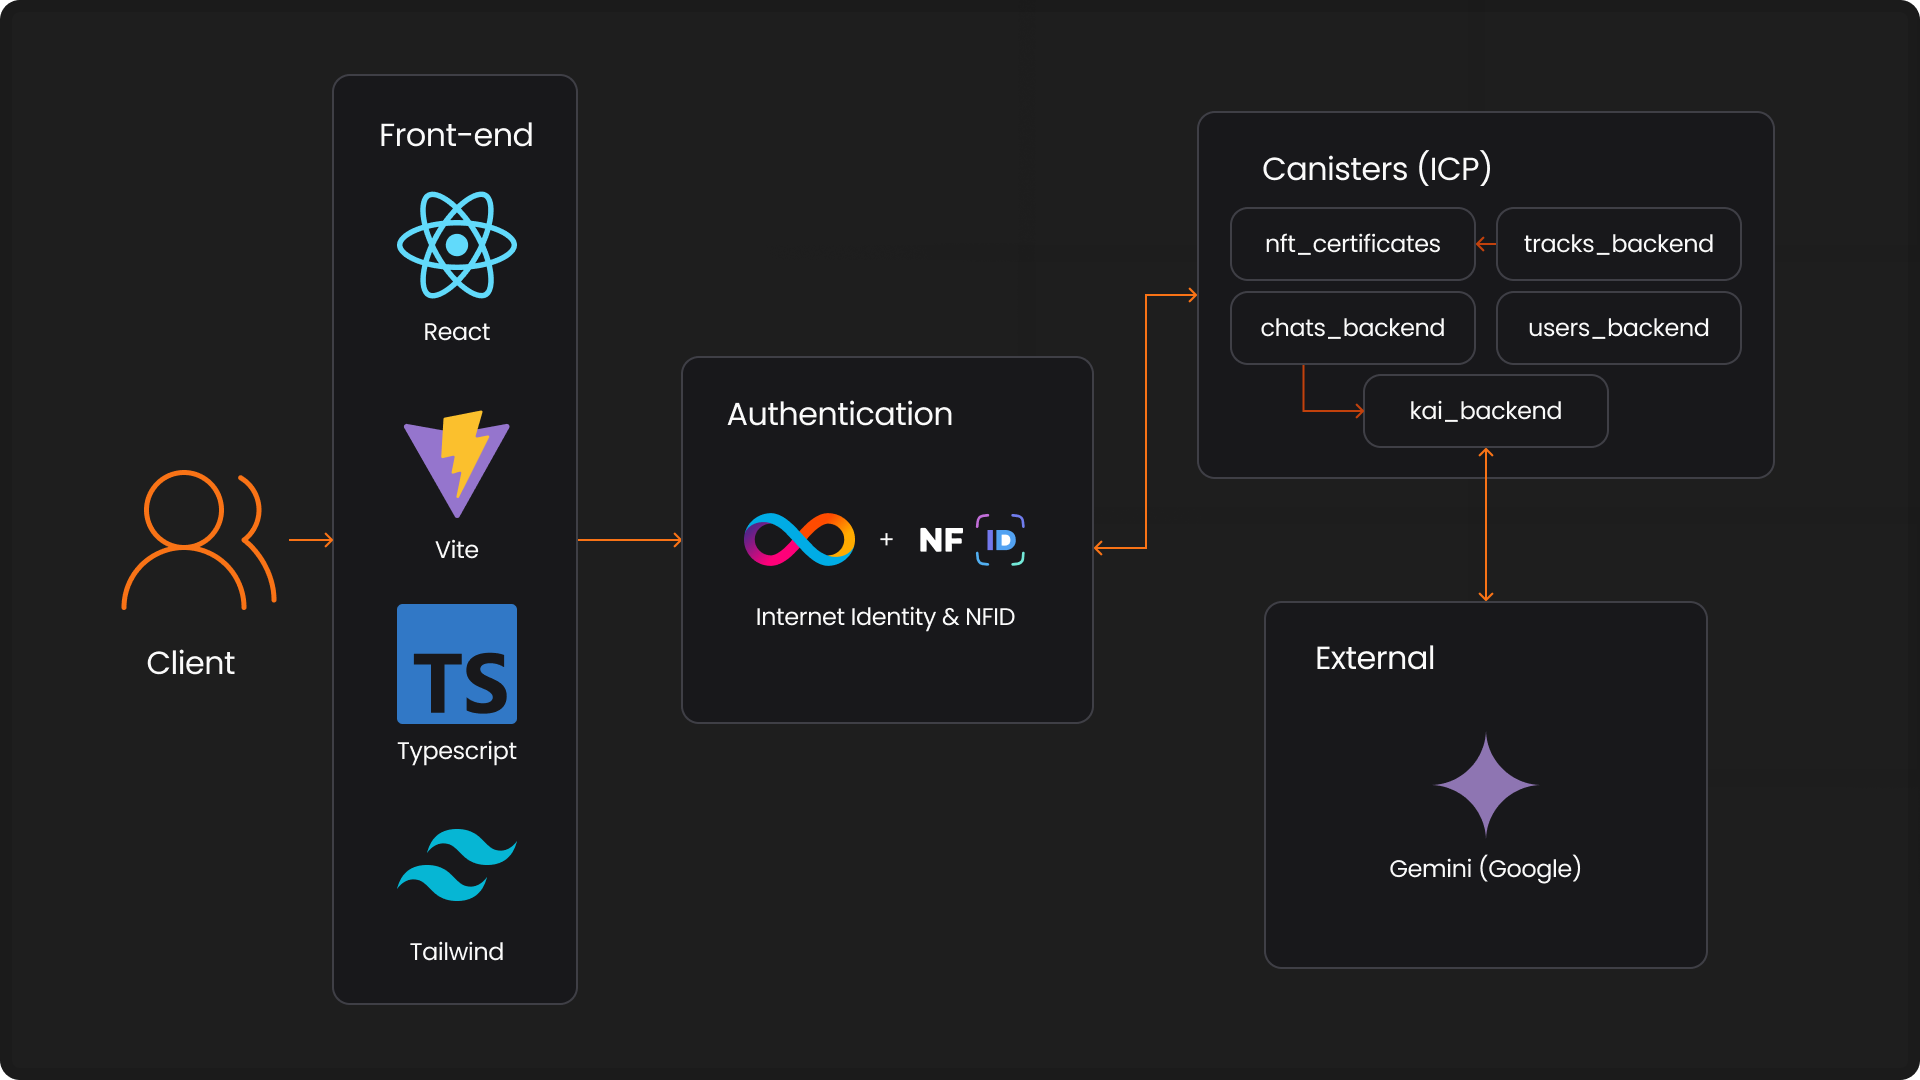 Front-end
React
Vite
TS
Typescript
Tailwind
Client
Authentication
+ NF ID
Internet Identity & NFID
Canisters (ICP)
nft_certificates
tracks_backend
chats_backend
users_backend
kai_backend
External
Gemini (Google)